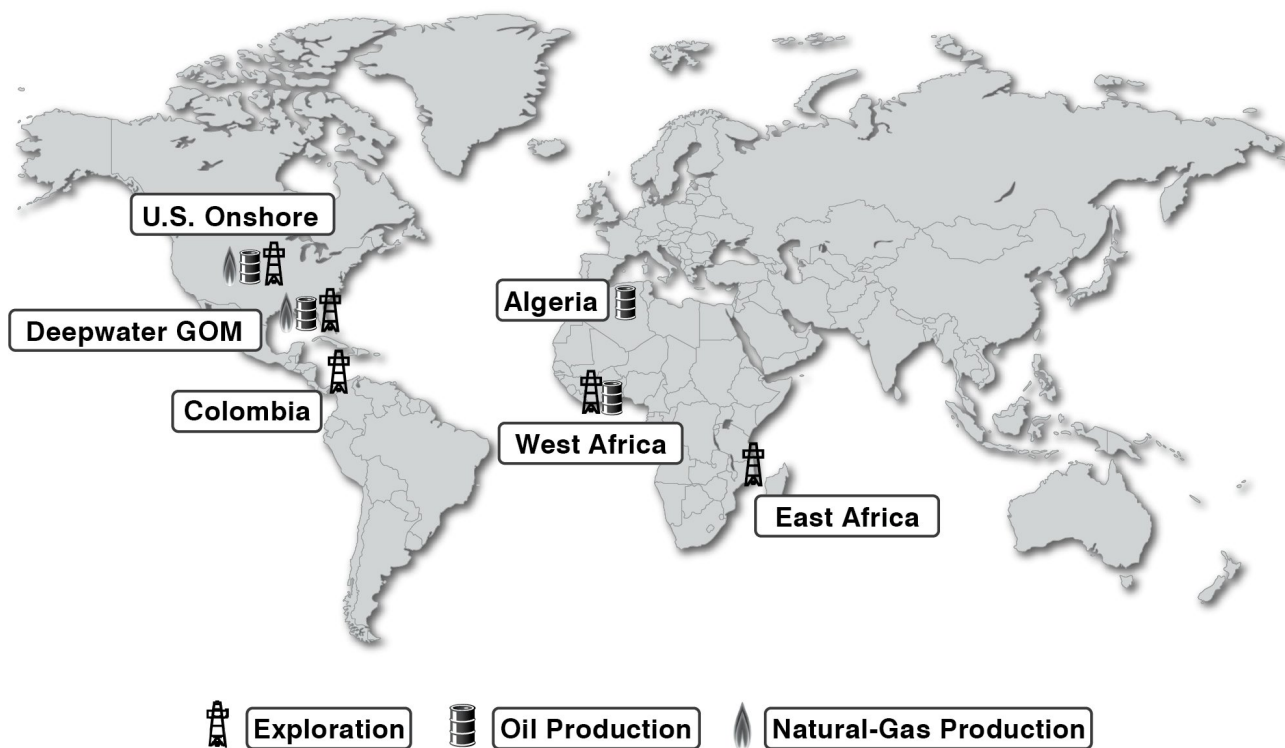 U.S. Onshore
Deepwater GOM
Colombia
Algeria
West Africa
East Africa
Exploration
Oil Production
Natural-Gas Production